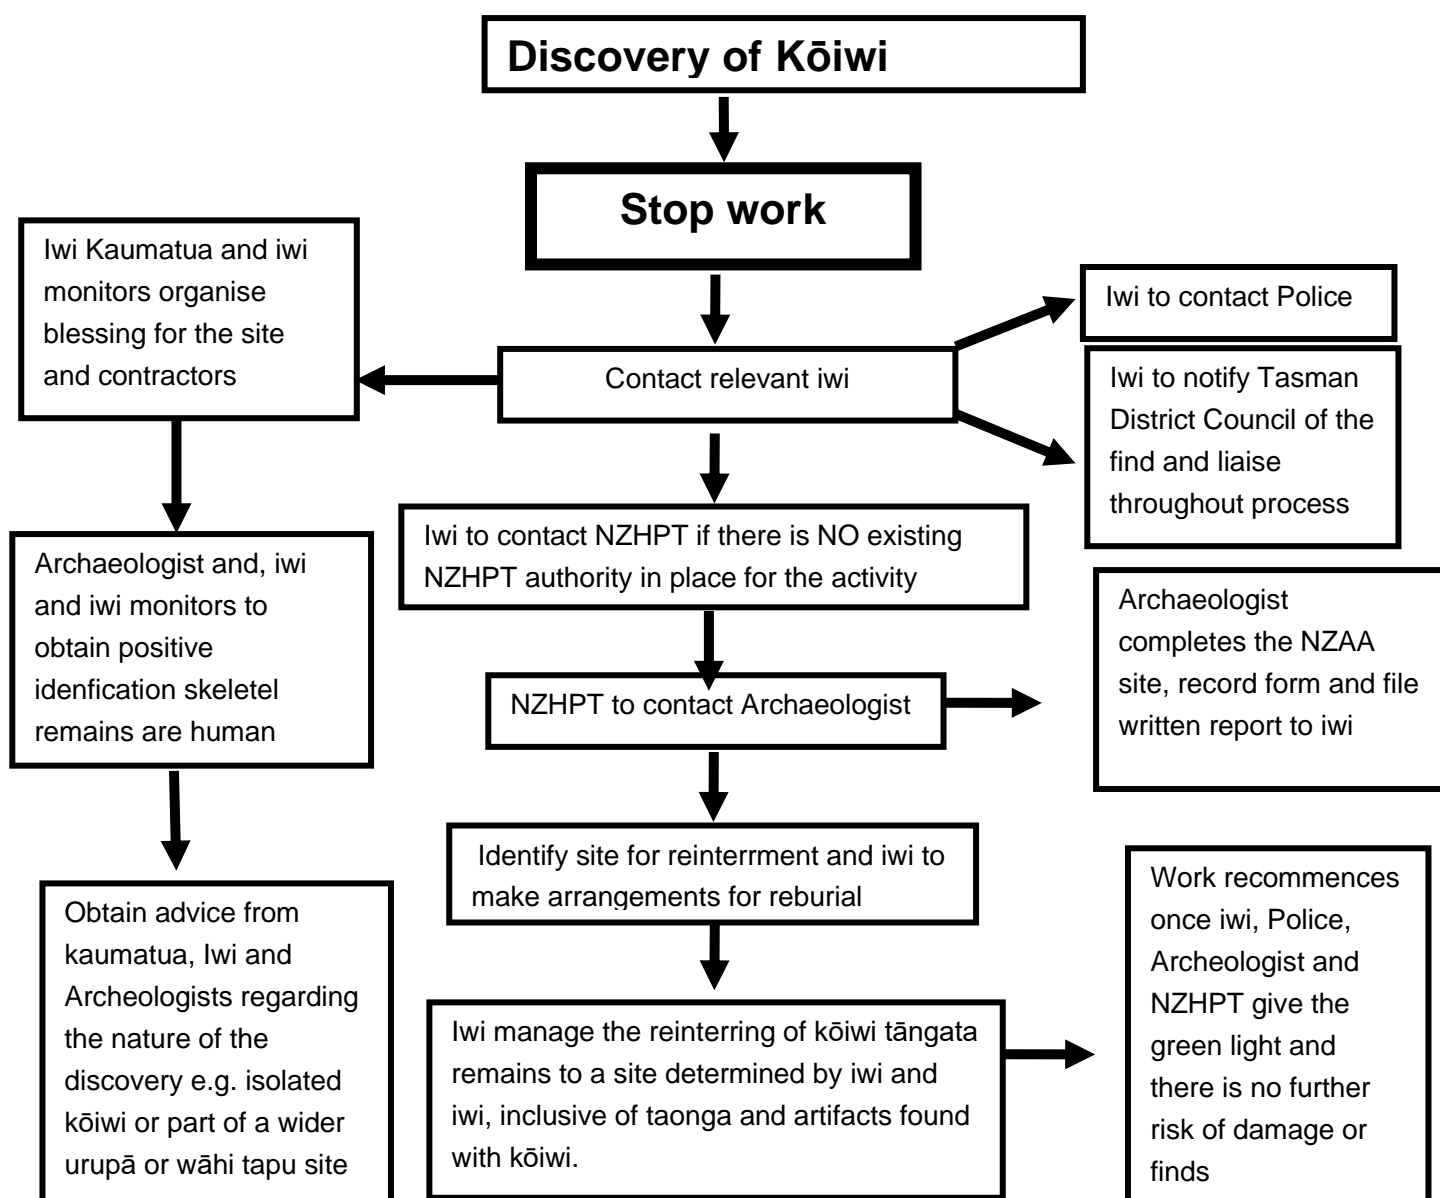 Discovery of Kōiwi
Stop work
Iwi Kaumatua and iwi
monitors organise
blessing for the site
and contractors
Contact relevant iwi
Iwi to contact Police
Iwi to notify Tasman
District Council of the
find and liaise
throughout process
Iwi to contact NZHPT if there is NO existing
NZHPT authority in place for the activity
Archaeologist and, iwi
and iwi monitors to
obtain positive
idenfication skeletel
remains are human
NZHPT to contact Archaeologist
Archaeologist
completes the NZAA
site, record form and file
written report to iwi
Identify site for reinterrment and iwi to
make arrangements for reburial
Obtain advice from
kaumatua, Iwi and
Archeologists regarding
the nature of the
discovery e.g. isolated
kōiwi or part of a wider
urupā or wāhi tapu site
Iwi manage the reinterring of kōiwi tāngata
remains to a site determined by iwi and
iwi, inclusive of taonga and artifacts found
with kōiwi.
Work recommences
once iwi, Police,
Archeologist and
NZHPT give the
green light and
there is no further
risk of damage or
finds